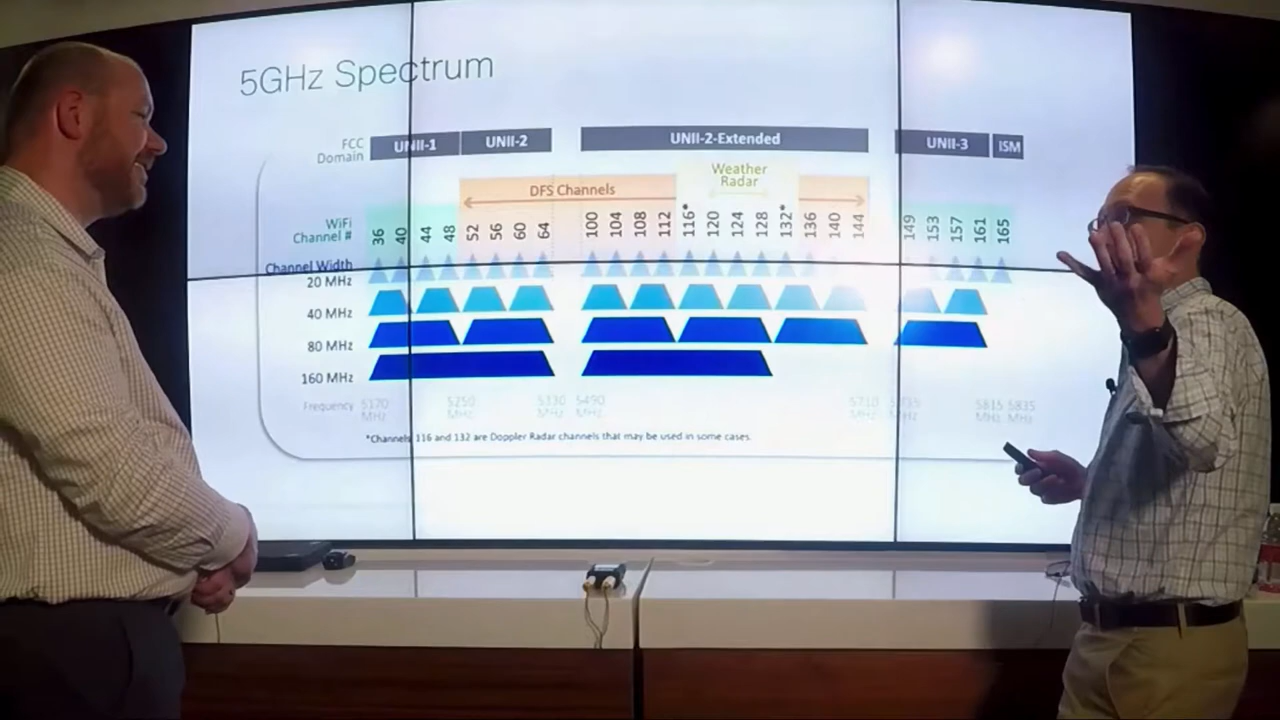 5GHz Spectrum
FCC Domain UNII-1 UNII-2 UNII-2-Extended UNII-3 ISM
Weather
Radar
DFS Channels
WiFi
Channel # 36 40 44 48 52 56 60 64 100 104 108 112 116* 120 124 128 132* 136 140 144 149 153 157 161 165
Channel Width
20 MHz
40 MHz
80 MHz
160 MHz
Frequency 5170 5250 5330 5490 5710 5815 5835
MHz MHz MHz MHz MHz MHz MHz
*Channels 116 and 132 are Doppler Radar channels that may be used in some cases.